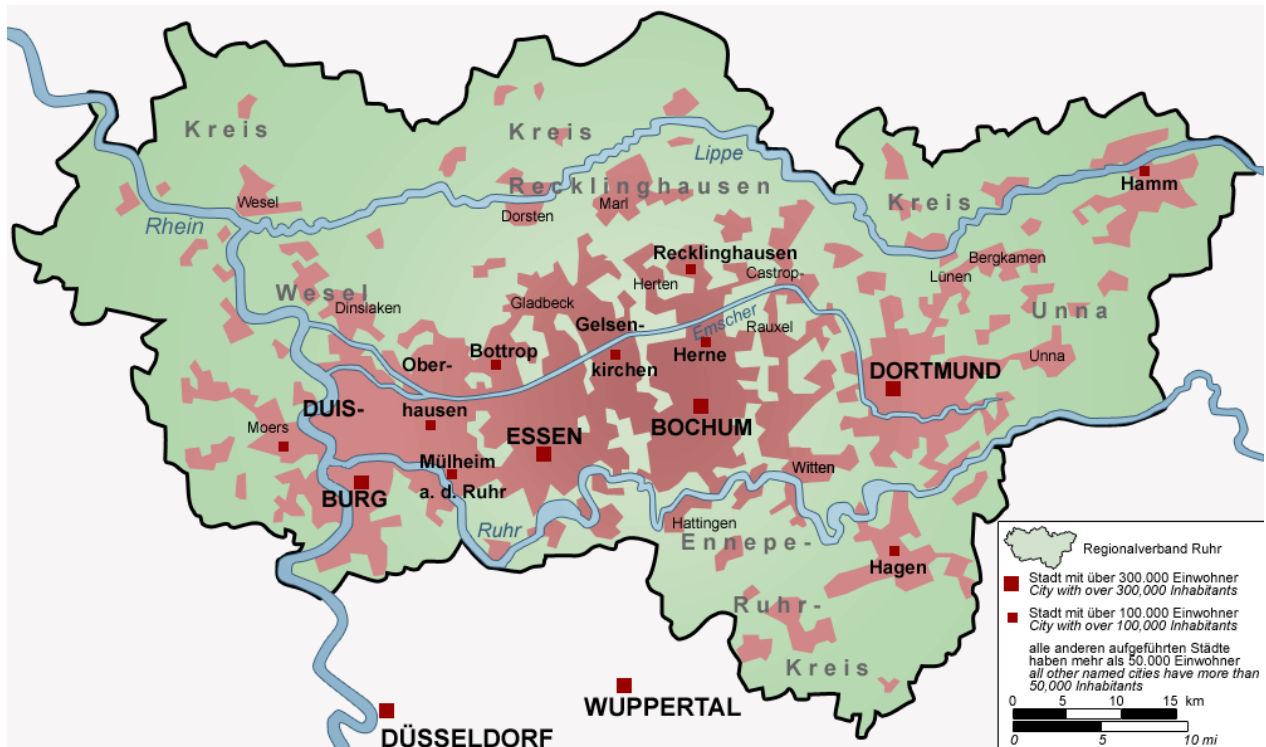 Kreis
Kreis
Lippe
Recklinghausen
Hamm
Wesel
Dorsten
Marl
Kreis
Rhein
Recklinghausen
Castrop-
Bergkamen
Lünen
Herten
Wesel
Dinslaken
Gladbeck
Unna
Gelsen-
Emscher
Rauxel
Bottrop
Ober-
kirchen
Herne
Unna
DORTMUND
DUIS-
hausen
Moers
ESSEN
BOCHUM
Mülheim
a. d. Ruhr
Witten
BURG
Ruhr
Hattingen
Ennepe-
Hagen
Ruhr-
Kreis
WUPPERTAL
DÜSSELDORF
Regionalverband Ruhr
Stadt mit über 300.000 Einwohner
City with over 300,000 Inhabitants
Stadt mit über 100.000 Einwohner
City with over 100,000 Inhabitants
alle anderen aufgeführten Städte
haben mehr als 50.000 Einwohner
all other named cities have more than
50,000 Inhabitants
0 5 10 15 km
0 5 10 mi